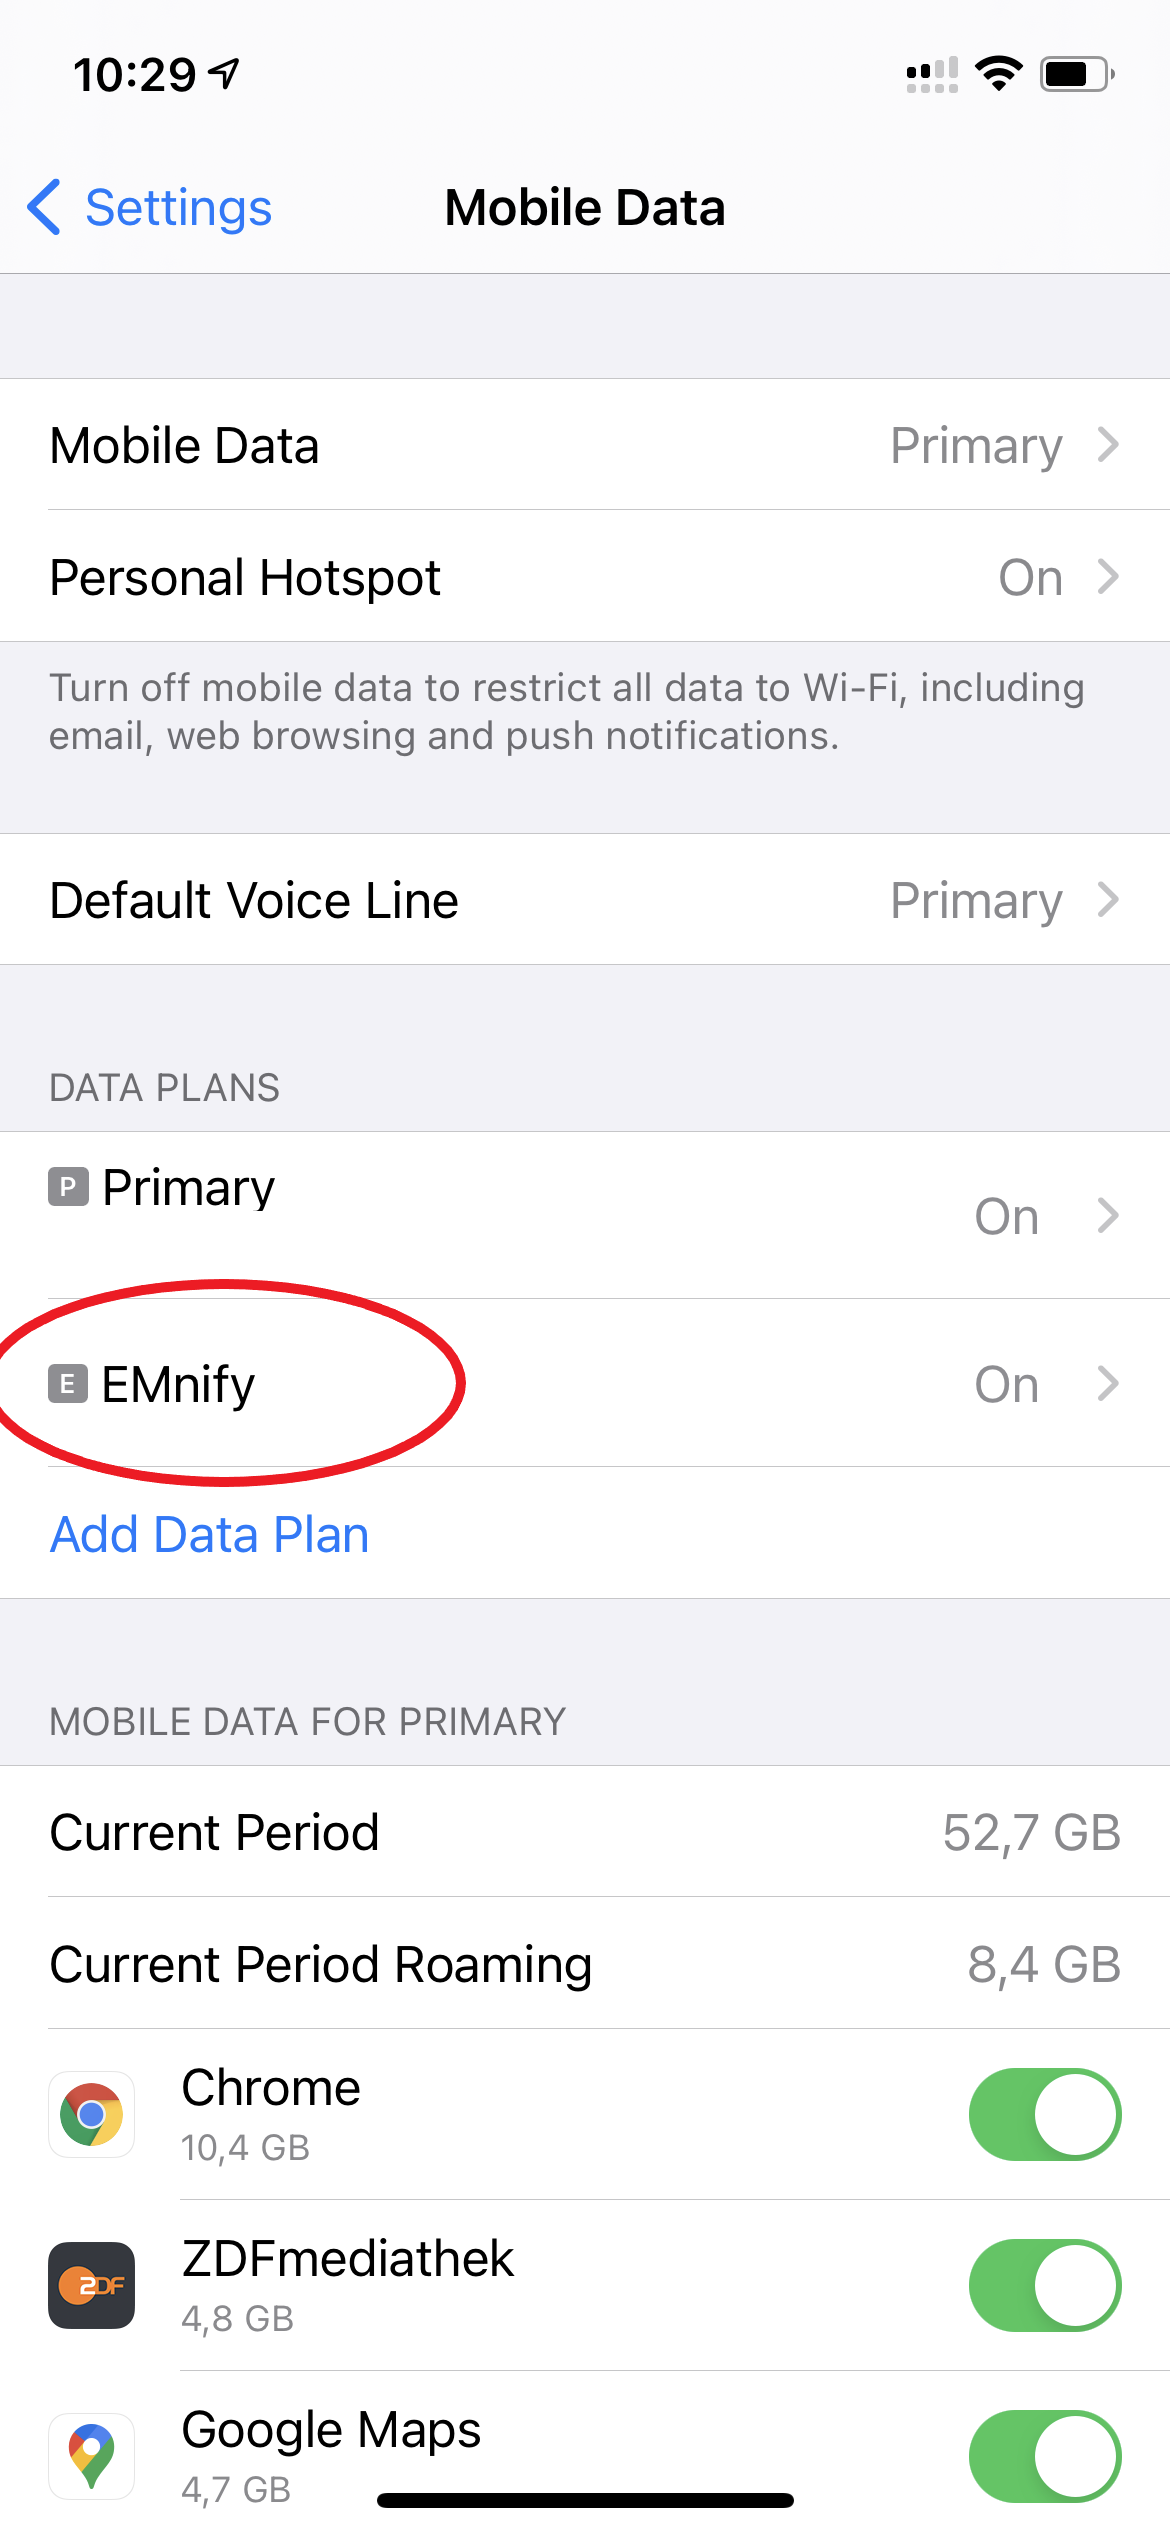 10:29
Settings
Mobile Data
Mobile Data Primary
Personal Hotspot On
Turn off mobile data to restrict all data to Wi-Fi, including
email, web browsing and push notifications.
Default Voice Line Primary
DATA PLANS
P Primary On
E EMnify On
Add Data Plan
MOBILE DATA FOR PRIMARY
Current Period 52,7 GB
Current Period Roaming 8,4 GB
Chrome
10,4 GB
ZDF
ZDFmediathek
4,8 GB
Google Maps
4,7 GB